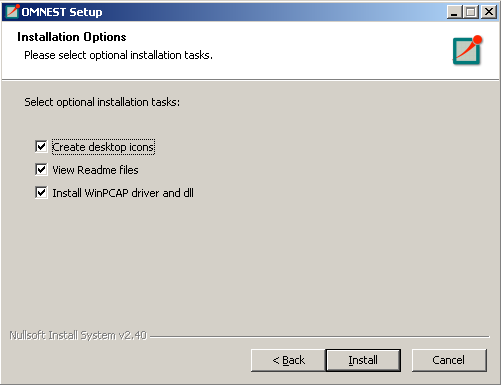 OMNEST Setup
Installation Options
Please select optional installation tasks.
Select optional installation tasks:
Create desktop icons
View Readme files
Install WinPCAP driver and dll
Nullsoft Install System v2.40
< Back Install Cancel